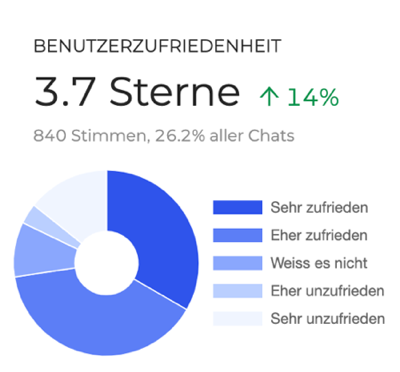 BENUTZERZUFRIEDENHEIT
3.7 Sterne ↑ 14%
840 Stimmen, 26.2% aller Chats
Sehr zufrieden
Eher zufrieden
Weiss es nicht
Eher unzufrieden
Sehr unzufrieden